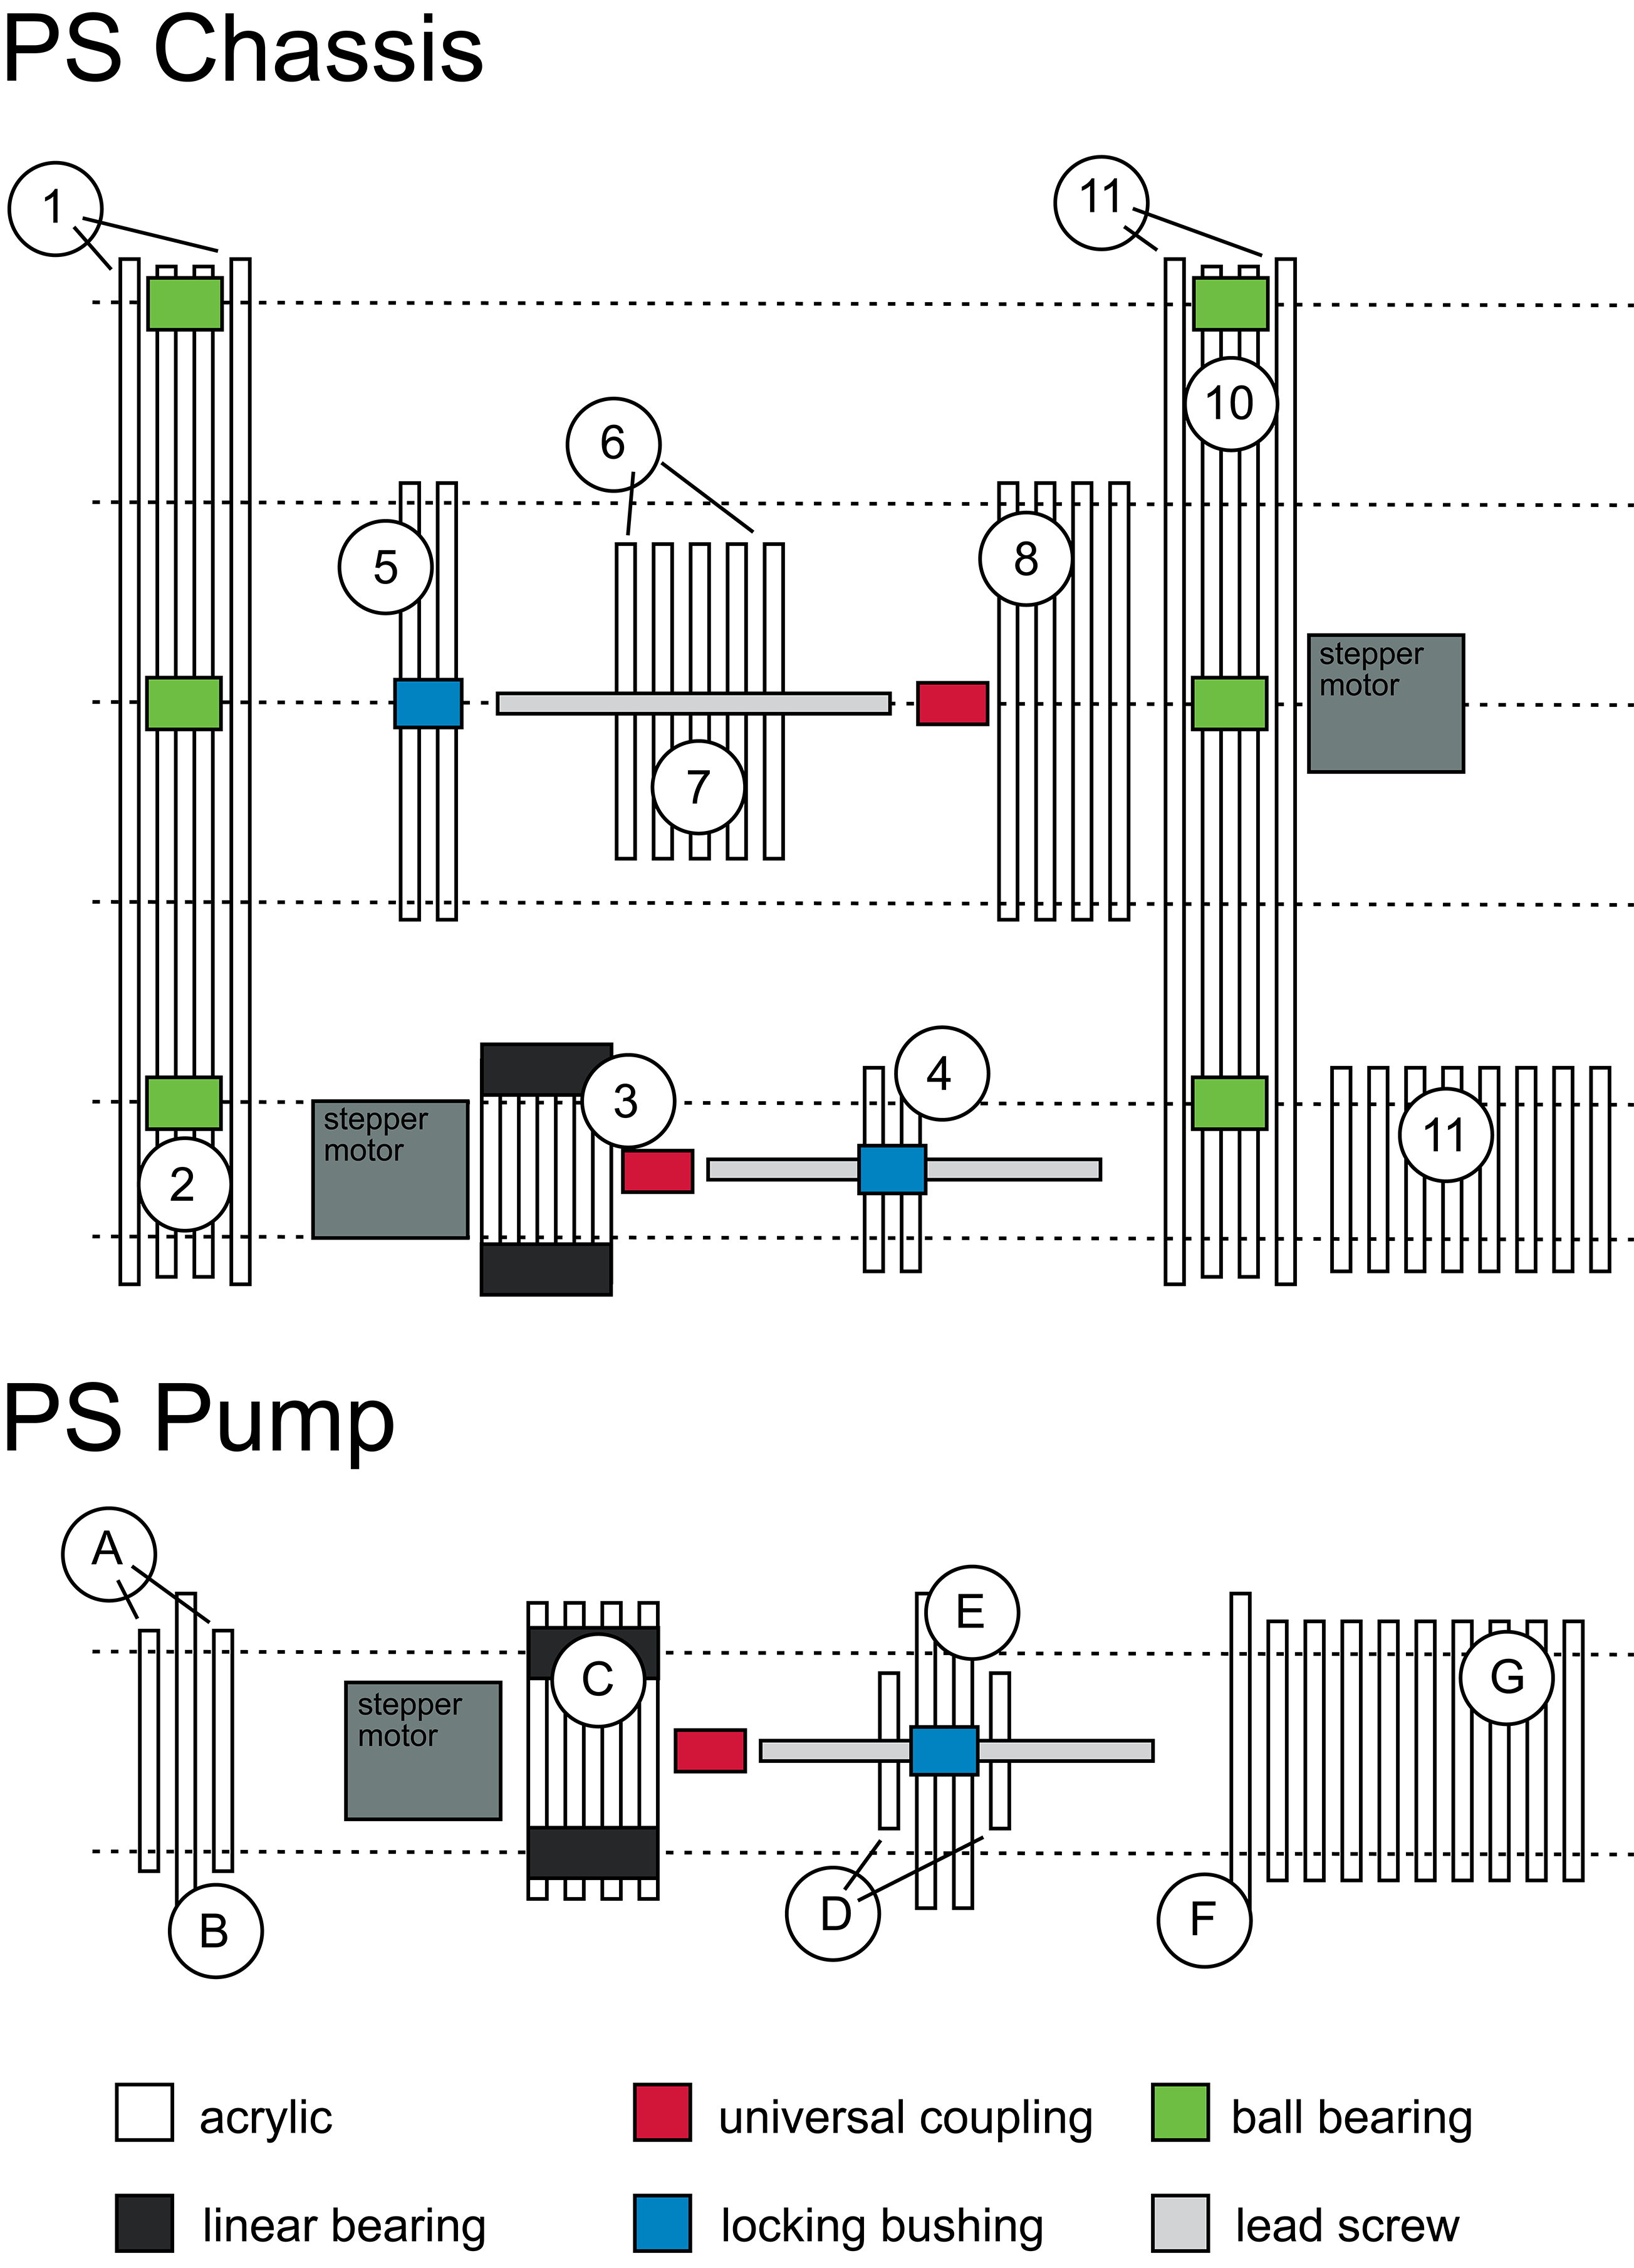 PS Chassis
1
11
10
6
5
8
stepper
motor
7
4
3
stepper
motor
11
2
PS Pump
A
E
C
G
stepper
motor
D
F
B
acrylic
universal coupling
ball bearing
linear bearing
locking bushing
lead screw